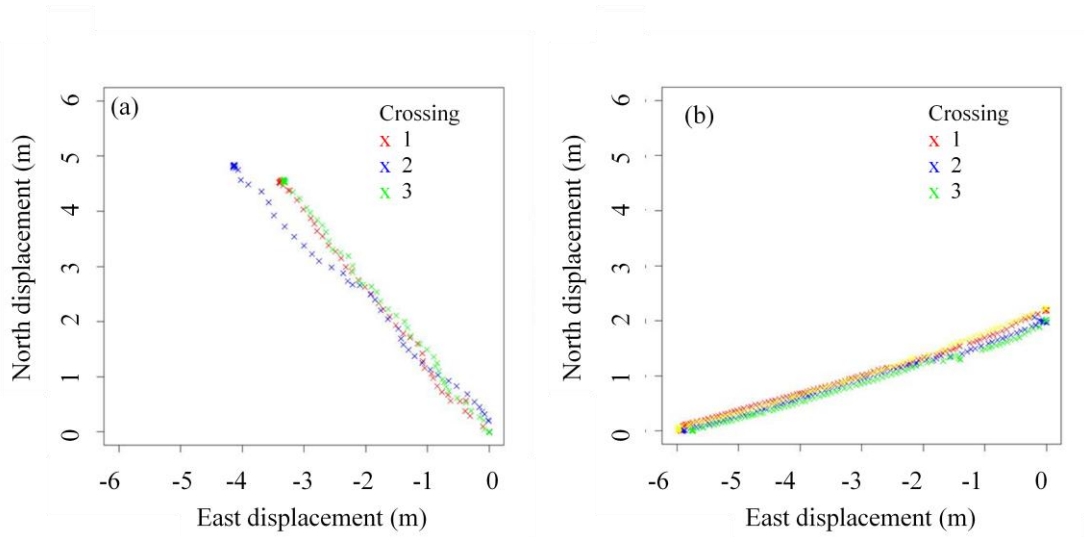 (a)
Crossing
x 1
x 2
x 3
6
5
4
3
2
1
0
North displacement (m)
-6 -5 -4 -3 -2 -1 0
East displacement (m)
(b)
Crossing
x 1
x 2
x 3
6
5
4
3
2
1
0
North displacement (m)
-6 -5 -4 -3 -2 -1 0
East displacement (m)